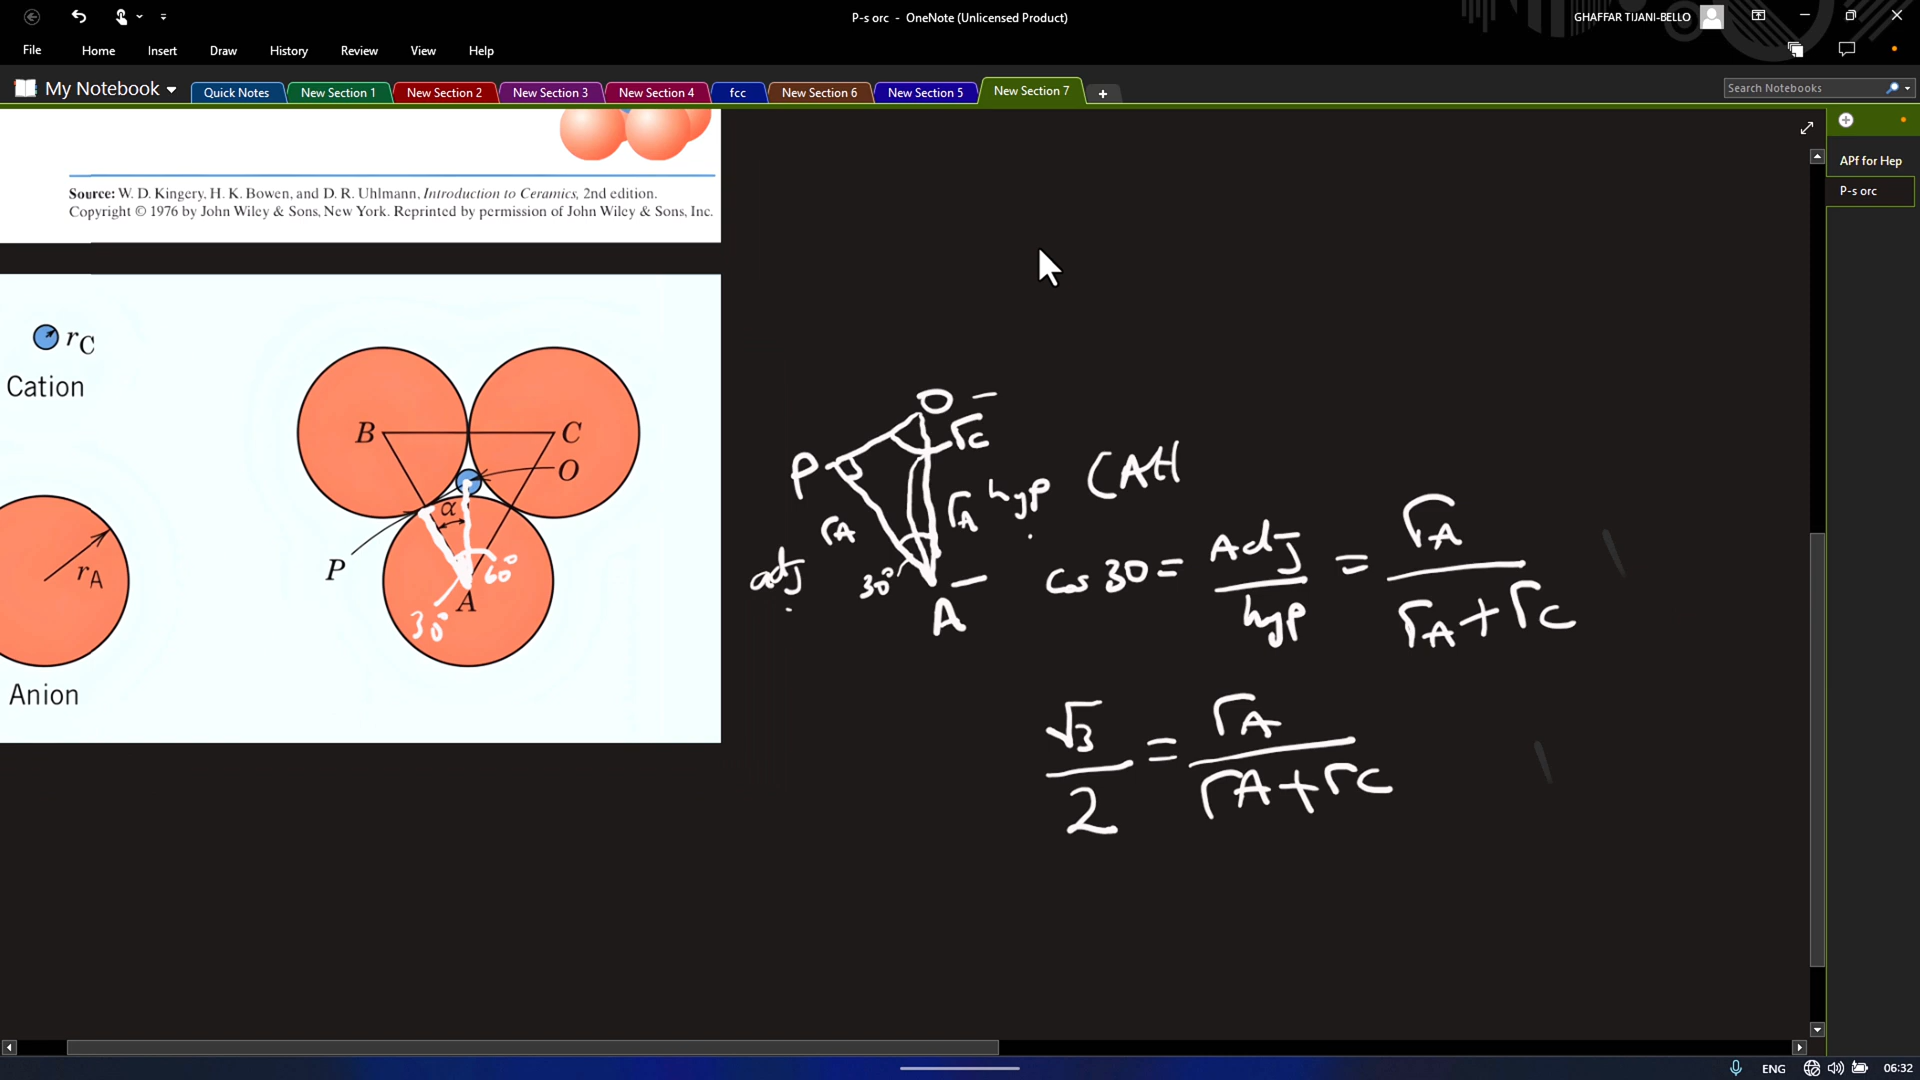 P-s orc - OneNote (Unlicensed Product)
GHAFFAR TIJANI-BELLO
File Home Insert Draw History Review View Help
My Notebook
Quick Notes New Section 1 New Section 2 New Section 3 New Section 4 fcc New Section 6 New Section 5 New Section 7 +
Search Notebooks
APf for Hep
P-s orc
Source: W. D. Kingery, H. K. Bowen, and D. R. Uhlmann, Introduction to Ceramics, 2nd edition.
Copyright © 1976 by John Wiley & Sons, New York. Reprinted by permission of John Wiley & Sons, Inc.
rC
Cation
rA
Anion
B C
O
α
P
60°
A
30°
O
rC
P
rA
rA hyp
CAH
adj
30°
A
Cos 30 = Adj/hyp = rA/(rA+rC)
√3/2 = rA/(rA+rC)
ENG 06:32